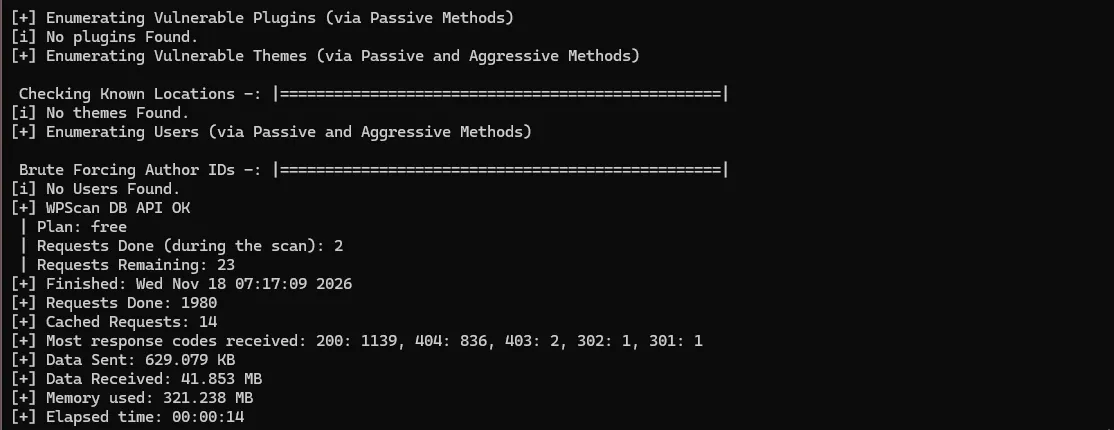 [+] Enumerating Vulnerable Plugins (via Passive Methods)
[i] No plugins Found.
[+] Enumerating Vulnerable Themes (via Passive and Aggressive Methods)
Checking Known Locations -: |=================================================|
[i] No themes Found.
[+] Enumerating Users (via Passive and Aggressive Methods)
Brute Forcing Author IDs -: |=================================================|
[i] No Users Found.
[+] WPScan DB API OK
| Plan: free
| Requests Done (during the scan): 2
| Requests Remaining: 23
[+] Finished: Wed Nov 18 07:17:09 2026
[+] Requests Done: 1980
[+] Cached Requests: 14
[+] Most response codes received: 200: 1139, 404: 836, 403: 2, 302: 1, 301: 1
[+] Data Sent: 629.079 KB
[+] Data Received: 41.853 MB
[+] Memory used: 321.238 MB
[+] Elapsed time: 00:00:14